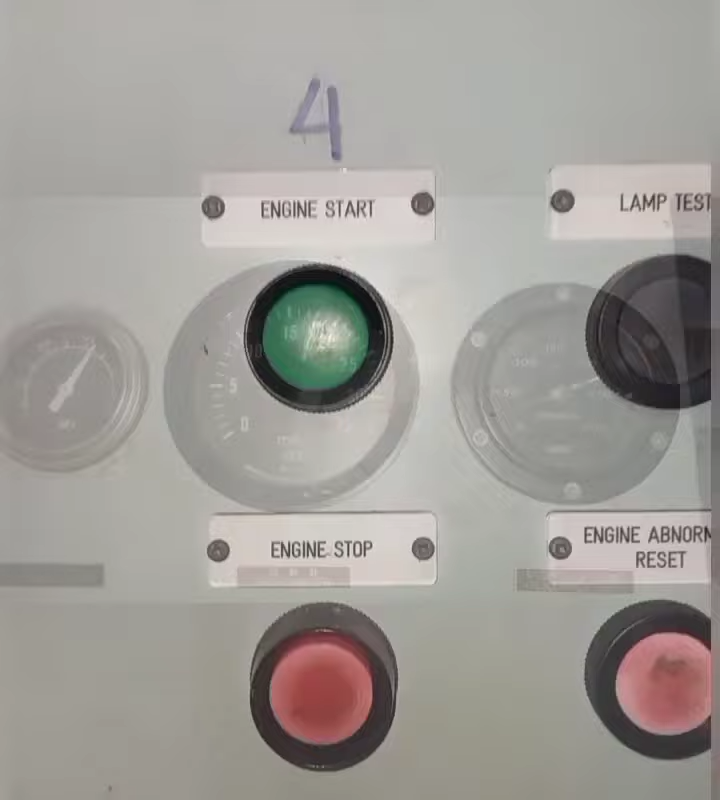 4
ENGINE START
LAMP TEST
ENGINE STOP
ENGINE ABNORM
RESET